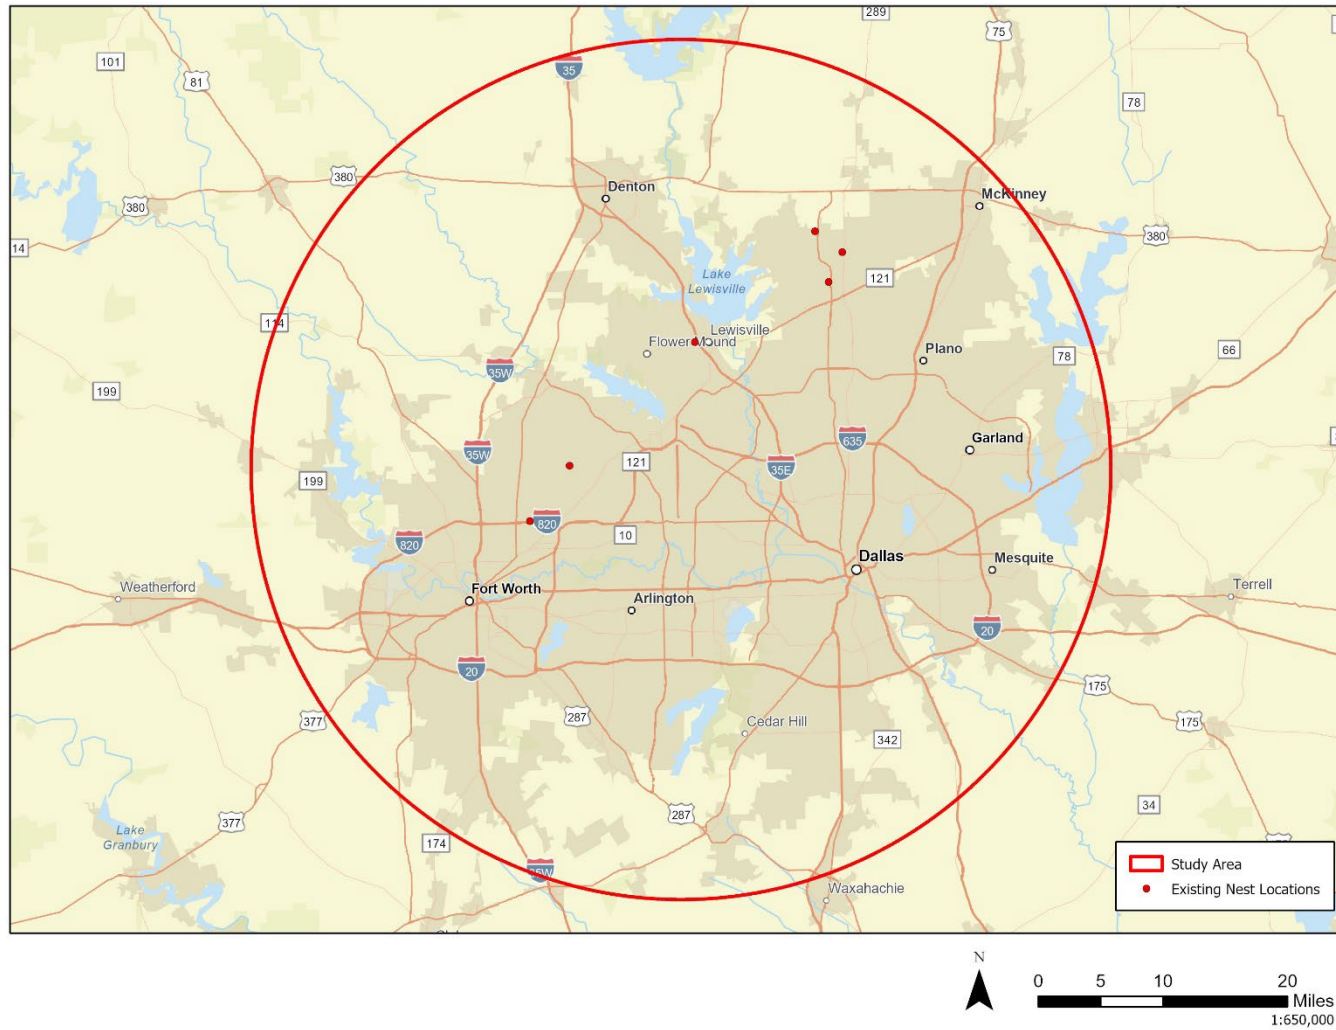 289
75
101
35
81
78
380
Denton
McKinney
380
380
14
Lake
Lewisville
121
114
Lewisville
Flower Mound
Plano
78
66
35W
199
Garland
635
35W
121
35E
199
820
10
820
Dallas
Mesquite
Weatherford
Fort Worth
Arlington
Terrell
20
20
175
287
377
175
Cedar Hill
342
34
287
377
Lake
Granbury
174
35W
Waxahachie
Study Area
Existing Nest Locations
N
0 5 10 20
Miles
1:650,000